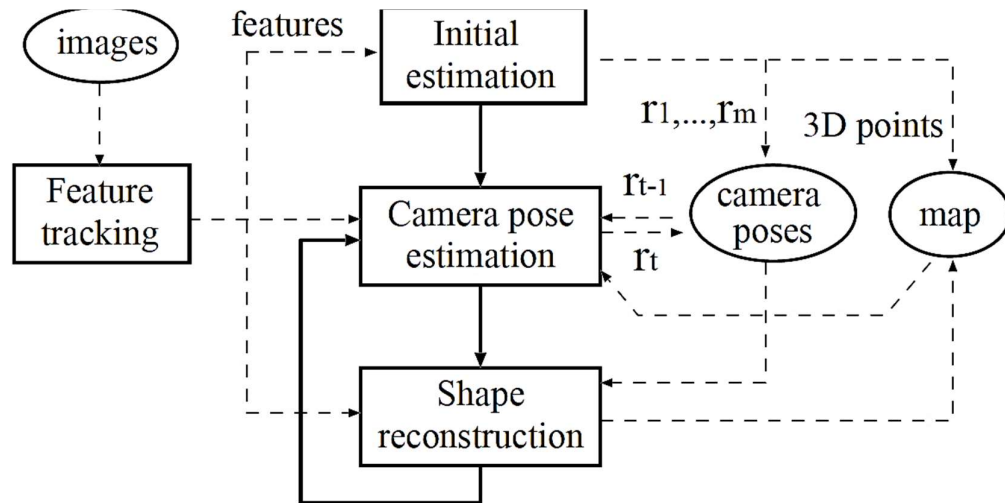 images
features
Initial
estimation
r1,...,rm
3D points
Feature
tracking
Camera pose
estimation
rt-1
rt
camera
poses
map
Shape
reconstruction